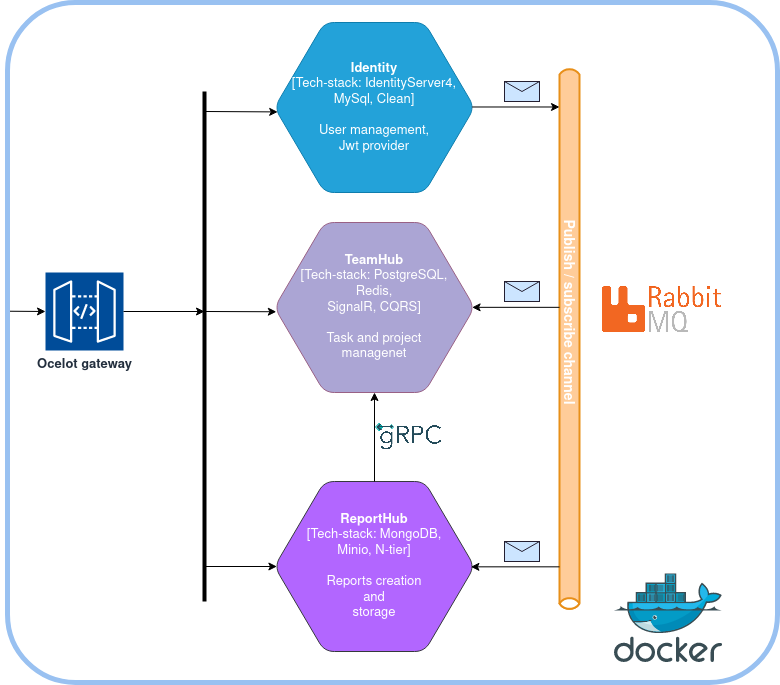 Identity
[Tech-stack: IdentityServer4,
MySql, Clean]
User management,
Jwt provider
TeamHub
[Tech-stack: PostgreSQL,
Redis,
SignalR, CQRS]
Task and project
managenet
Ocelot gateway
gRPC
ReportHub
[Tech-stack: MongoDB,
Minio, N-tier]
Reports creation
and
storage
Publish / subscribe channel
Rabbit
MQ
docker